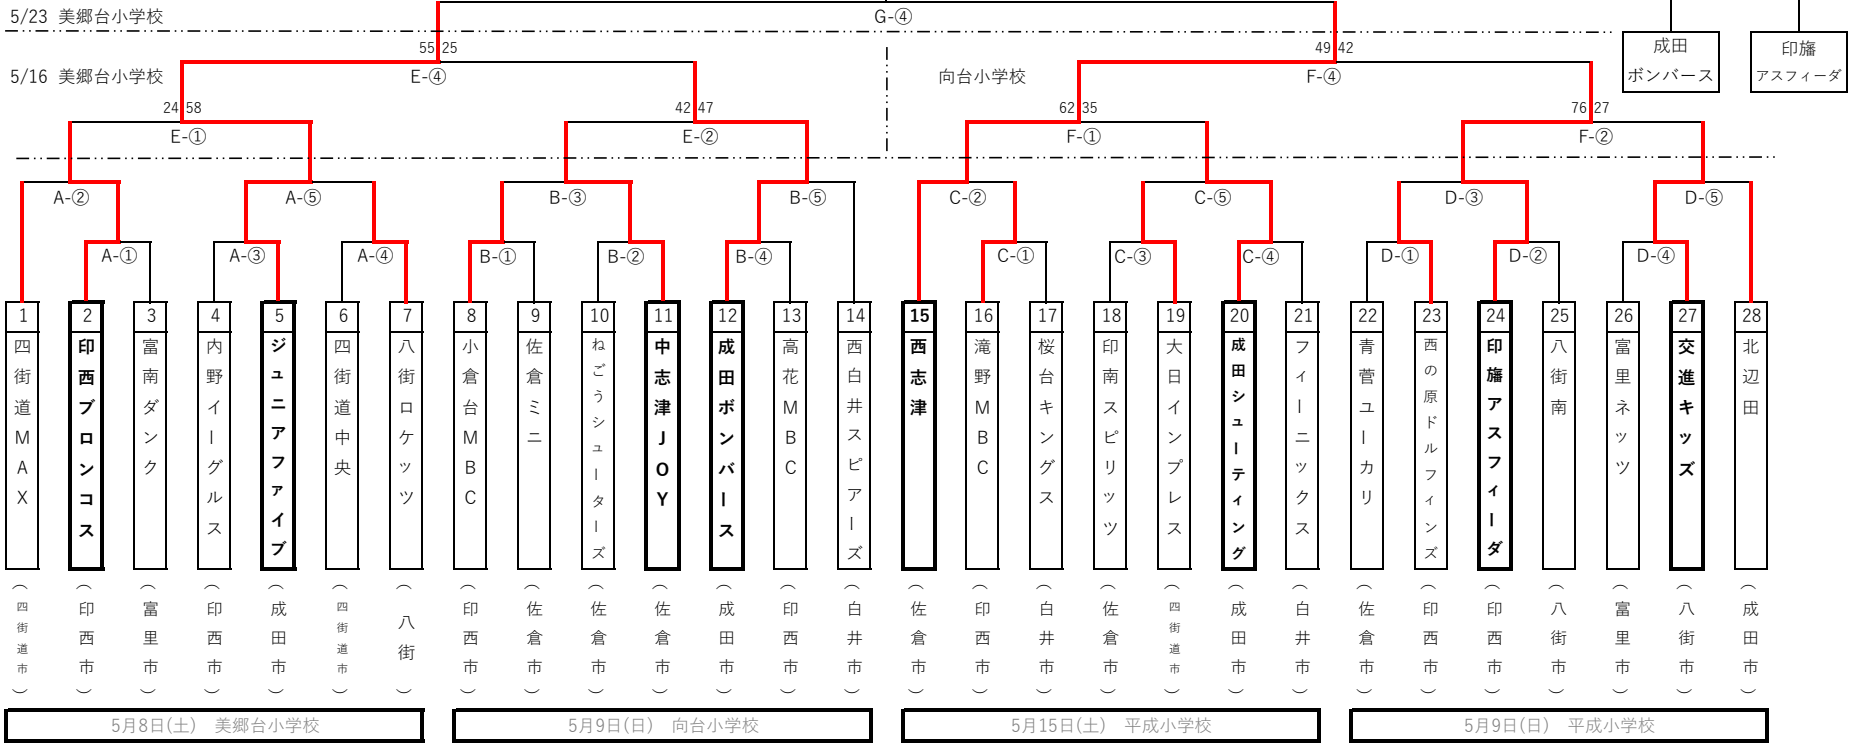 5/23 美郷台小学校
G-④
成田
ボンバース
印旛
アスフィーダ
55 25
49 42
5/16 美郷台小学校
E-④
向台小学校
F-④
24 58
42 47
62 35
76 27
E-①
E-②
F-①
F-②
A-②
A-⑤
B-③
B-⑤
C-②
C-⑤
D-③
D-⑤
A-①
A-③
A-④
B-①
B-②
B-④
C-①
C-③
C-④
D-①
D-②
D-④
1
四街道MAX
(四街道市)
2
印西ブロンコス
(印西市)
3
富南ダンク
(富里市)
4
内野イーグルス
(印西市)
5
ジュニアファイブ
(成田市)
6
四街道中央
(四街道市)
7
八街ロケッツ
(八街)
8
小倉台MBC
(印西市)
9
佐倉ミニ
(佐倉市)
10
ねごうシューターズ
(佐倉市)
11
中志津JOY
(佐倉市)
12
成田ボンバース
(成田市)
13
高花MBC
(印西市)
14
西白井スピアーズ
(白井市)
15
西志津
(佐倉市)
16
滝野MBC
(印西市)
17
桜台キングス
(白井市)
18
印南スピリッツ
(佐倉市)
19
大日インプレス
(四街道市)
20
成田シューティング
(成田市)
21
フィーニックス
(白井市)
22
青菅ユーカリ
(佐倉市)
23
西の原ドルフィンズ
(印西市)
24
印旛アスフィーダ
(印西市)
25
八街南
(八街市)
26
富里ネッツ
(富里市)
27
交進キッズ
(八街市)
28
北辺田
(成田市)
5月8日(土) 美郷台小学校
5月9日(日) 向台小学校
5月15日(土) 平成小学校
5月9日(日) 平成小学校